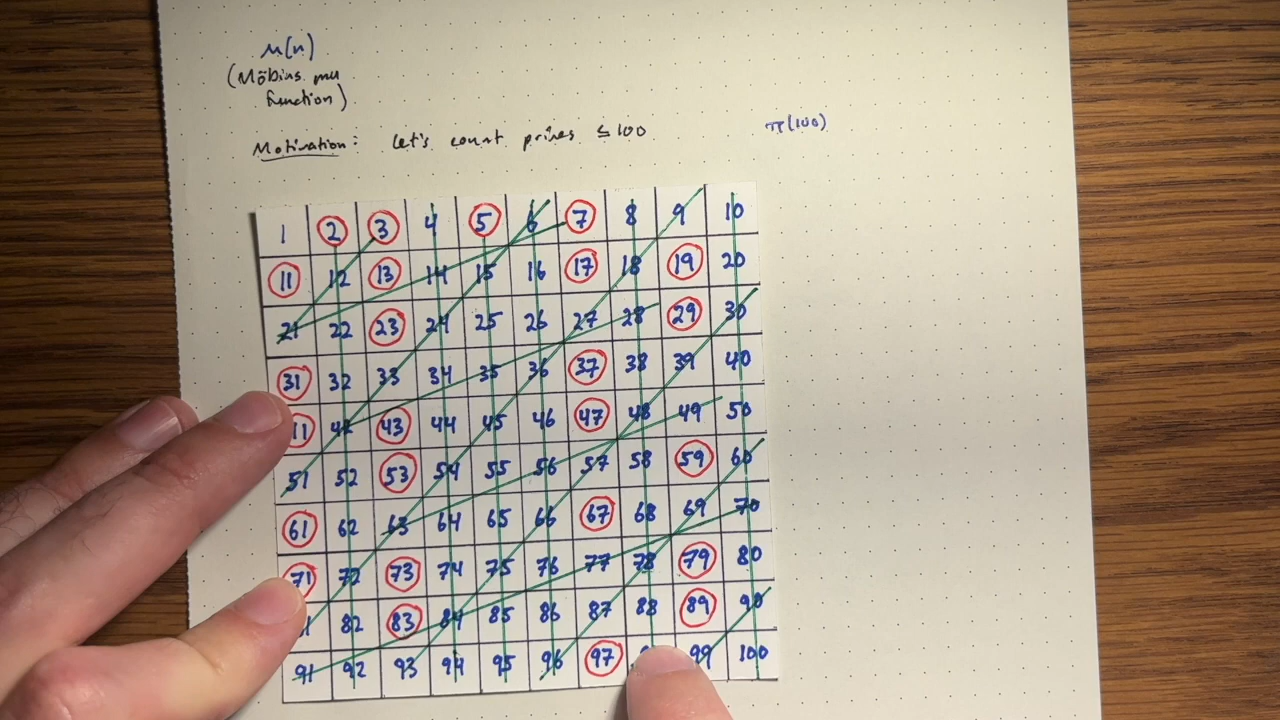 μ(n)
(Möbius mu
function)
Motivation: Let's count primes ≤ 100
π(100)
1 2 3 4 5 6 7 8 9 10
11 12 13 14 15 16 17 18 19 20
21 22 23 24 25 26 27 28 29 30
31 32 33 34 35 36 37 38 39 40
42 43 44 45 46 47 48 49 50
51 52 53 54 55 56 57 58 59 60
61 62 63 64 65 66 67 68 69 70
71 72 73 74 75 76 77 78 79 80
82 83 84 85 86 87 88 89 90
91 92 93 94 95 96 97 99 100